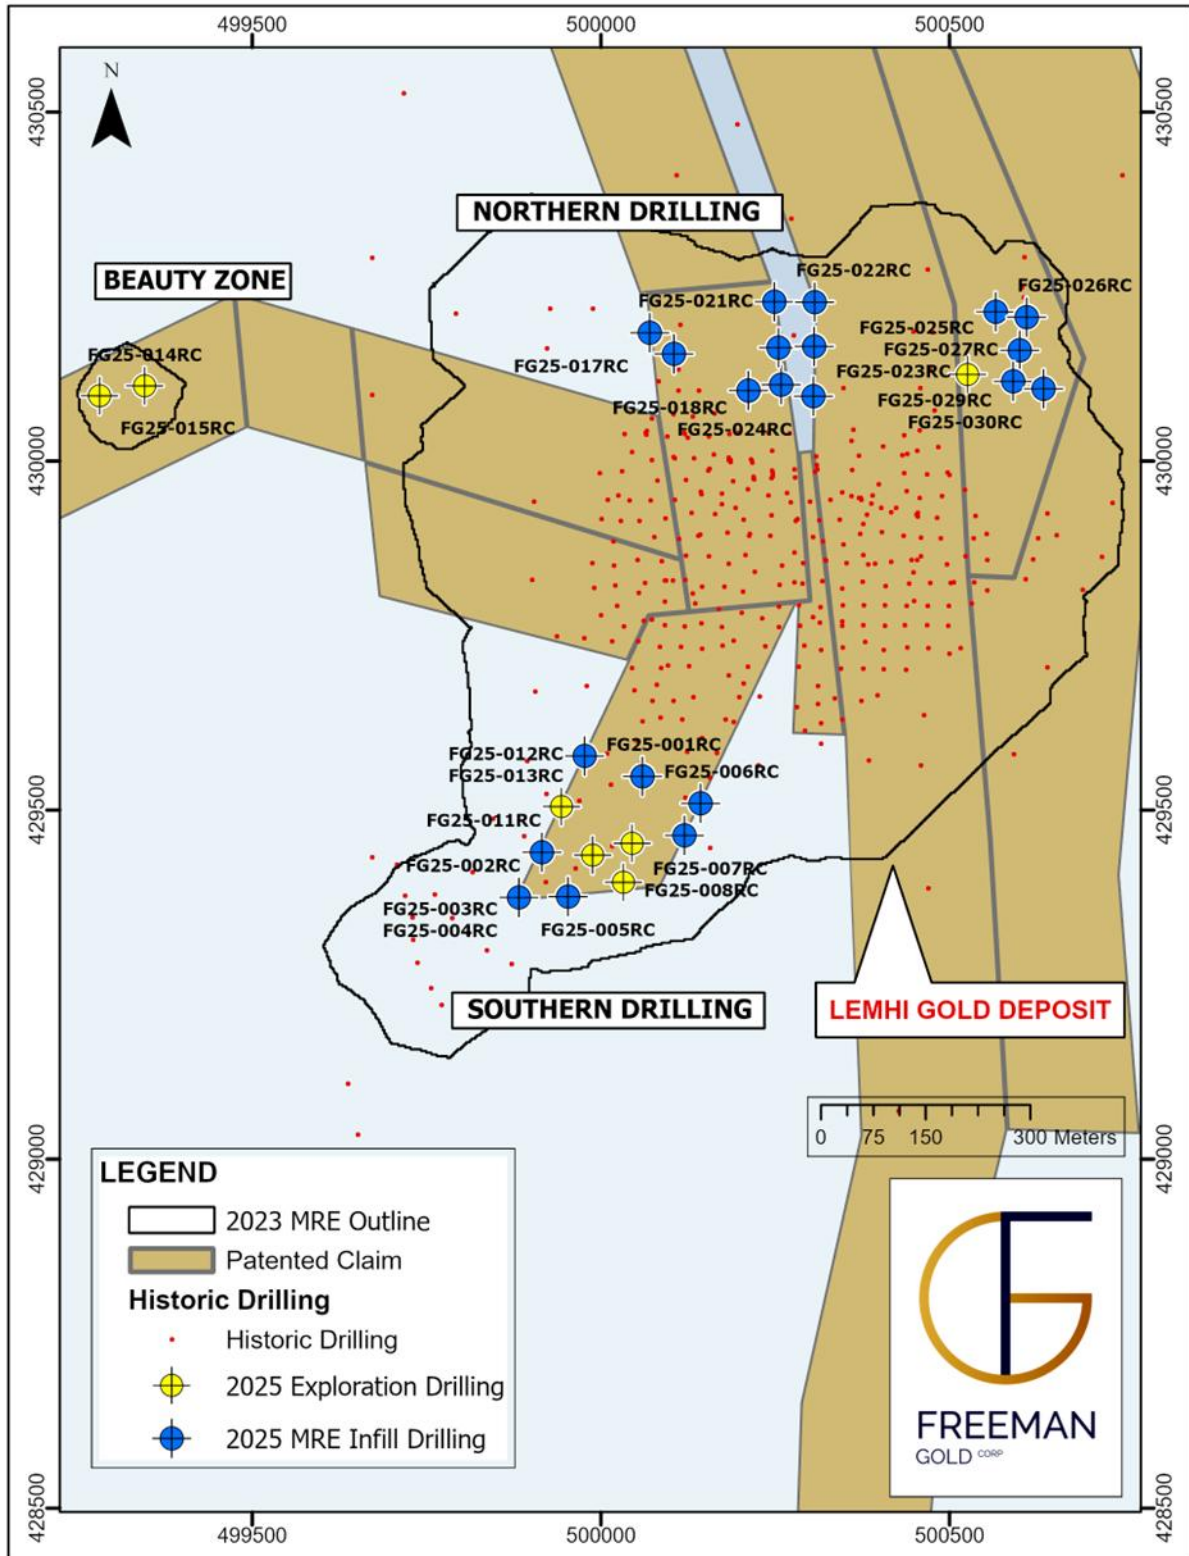 499500 500000 500500
430500 430500
N
NORTHERN DRILLING
BEAUTY ZONE
FG25-022RC
FG25-026RC
FG25-021RC
FG25-025RC
FG25-014RC
FG25-017RC
FG25-027RC
FG25-023RC
FG25-018RC
FG25-029RC
FG25-015RC
FG25-024RC
FG25-030RC
430000 430000
FG25-012RC
FG25-001RC
FG25-013RC
FG25-006RC
429500 429500
FG25-011RC
FG25-002RC
FG25-007RC
FG25-003RC
FG25-008RC
FG25-004RC
FG25-005RC
SOUTHERN DRILLING
LEMHI GOLD DEPOSIT
0 75 150 300 Meters
429000 429000
LEGEND
2023 MRE Outline
Patented Claim
Historic Drilling
Historic Drilling
2025 Exploration Drilling
2025 MRE Infill Drilling
FREEMAN
GOLD CORP
428500 428500
499500 500000 500500